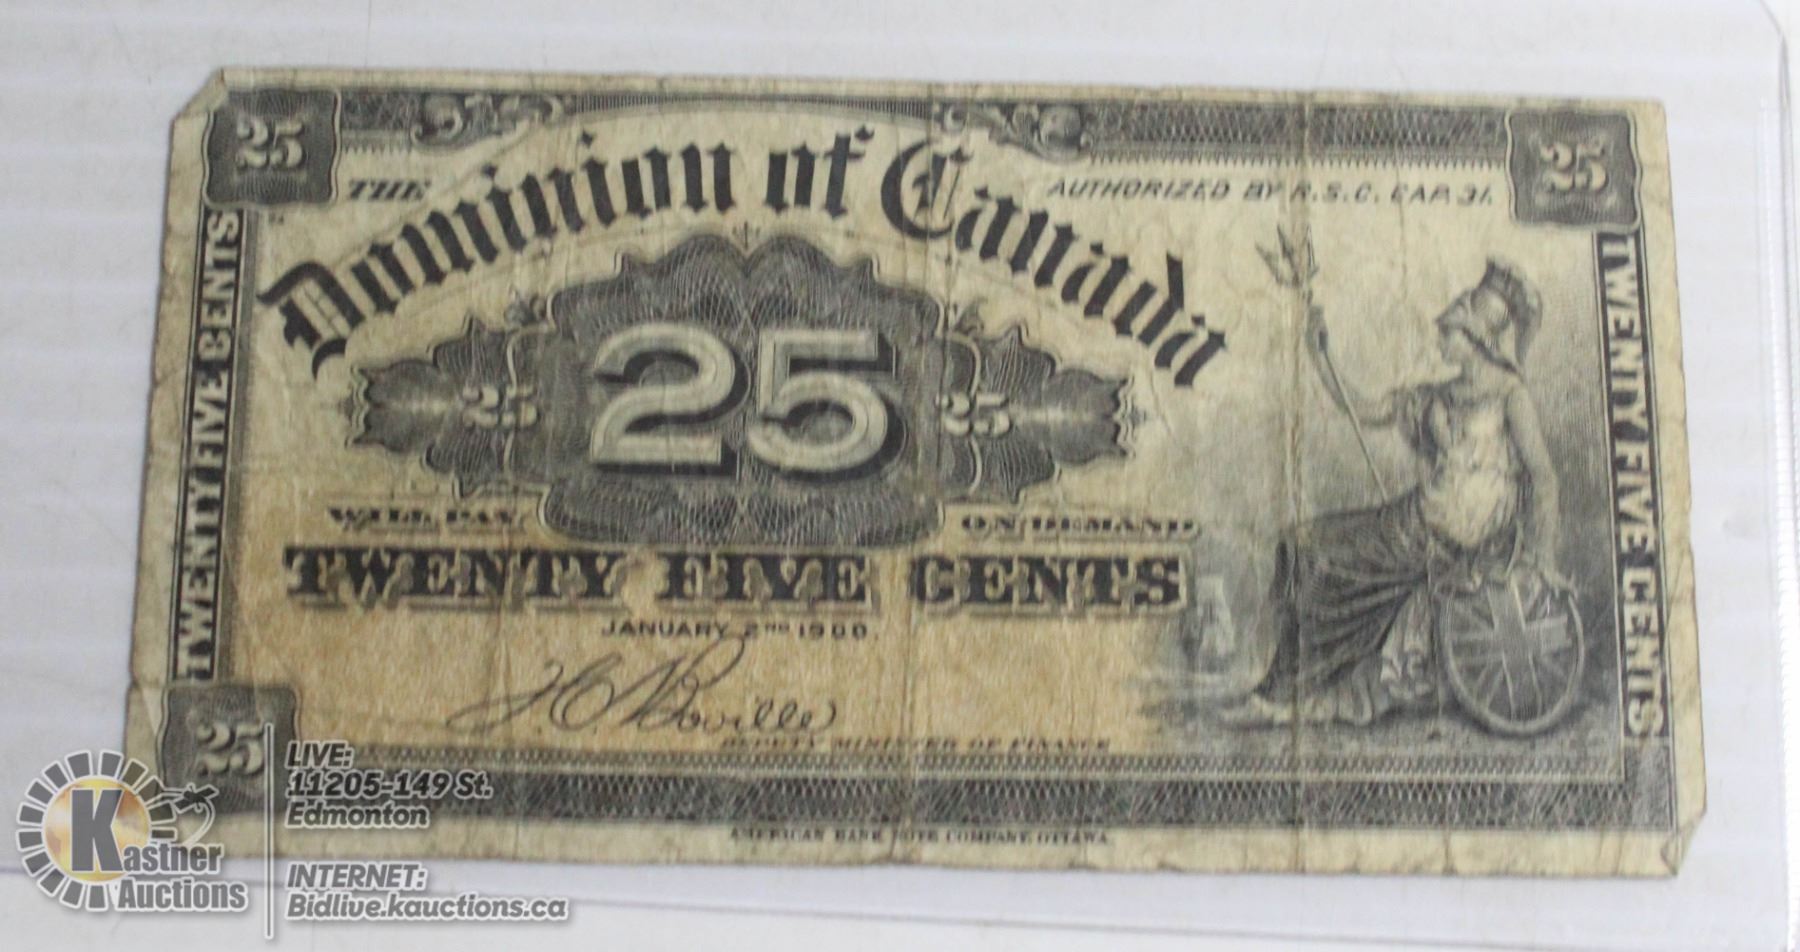 25
25
THE
Dominion of Canada
AUTHORIZED BY R.S.C. CAP. 31.
TWENTY FIVE CENTS
TWENTY FIVE CENTS
25
25
25
WILL PAY
ON DEMAND
TWENTY FIVE CENTS
JANUARY 2ND 1900.
J.C. Saville
DEPUTY MINISTER OF FINANCE
25
AMERICAN BANK NOTE COMPANY, OTTAWA
Kastner
Auctions
LIVE:
11205-149 St.
Edmonton
INTERNET:
Bidlive.kauctions.ca